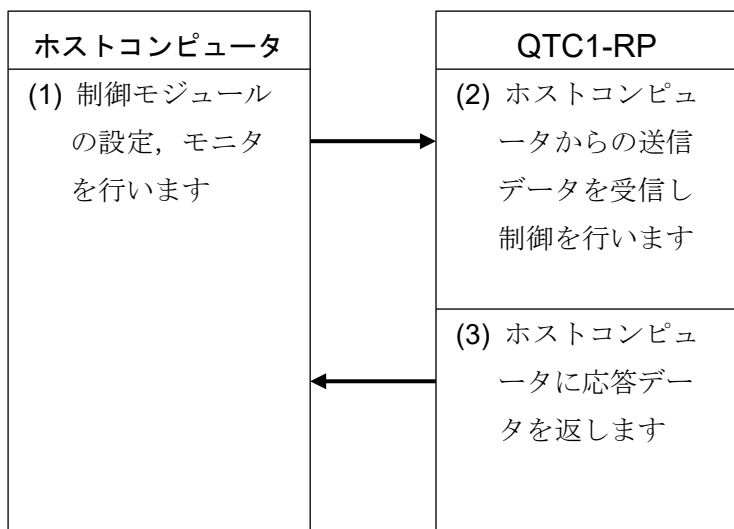 ホストコンピュータ
(1) 制御モジュール
の設定，モニタ
を行います
QTC1-RP
(2) ホストコンピュ
ータからの送信
データを受信し
制御を行います
(3) ホストコンピュ
ータに応答デー
タを返します